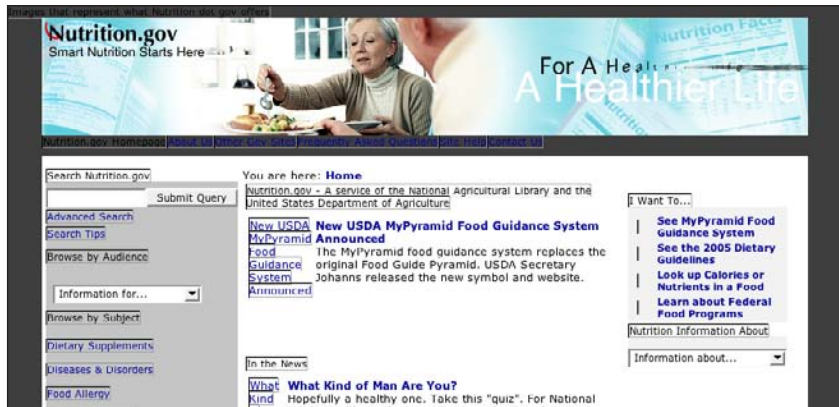 Images that represent what Nutrition dot gov offers
Nutrition.gov
Smart Nutrition Starts Here
Nutrition Facts
For A Healthier
A Healthier Life
Nutrition.gov Homepage About Us Other Gov Sites Frequently Asked Questions Site Help Contact Us
Search Nutrition.gov
Submit Query
Advanced Search
Search Tips
Browse by Audience
Information for...
Browse by Subject
Dietary Supplements
Diseases & Disorders
Food Allergy
You are here: Home
Nutrition.gov - A service of the National Agricultural Library and the
United States Department of Agriculture
New USDA
MyPyramid
Food
Guidance
System
Announced
New USDA MyPyramid Food Guidance System
Announced
The MyPyramid food guidance system replaces the
original Food Guide Pyramid. USDA Secretary
Johanns released the new symbol and website.
In the News
What
Kind
What Kind of Man Are You?
Hopefully a healthy one. Take this "quiz". For National
I Want To...
See MyPyramid Food
Guidance System
See the 2005 Dietary
Guidelines
Look up Calories or
Nutrients in a Food
Learn about Federal
Food Programs
Nutrition Information About
Information about...